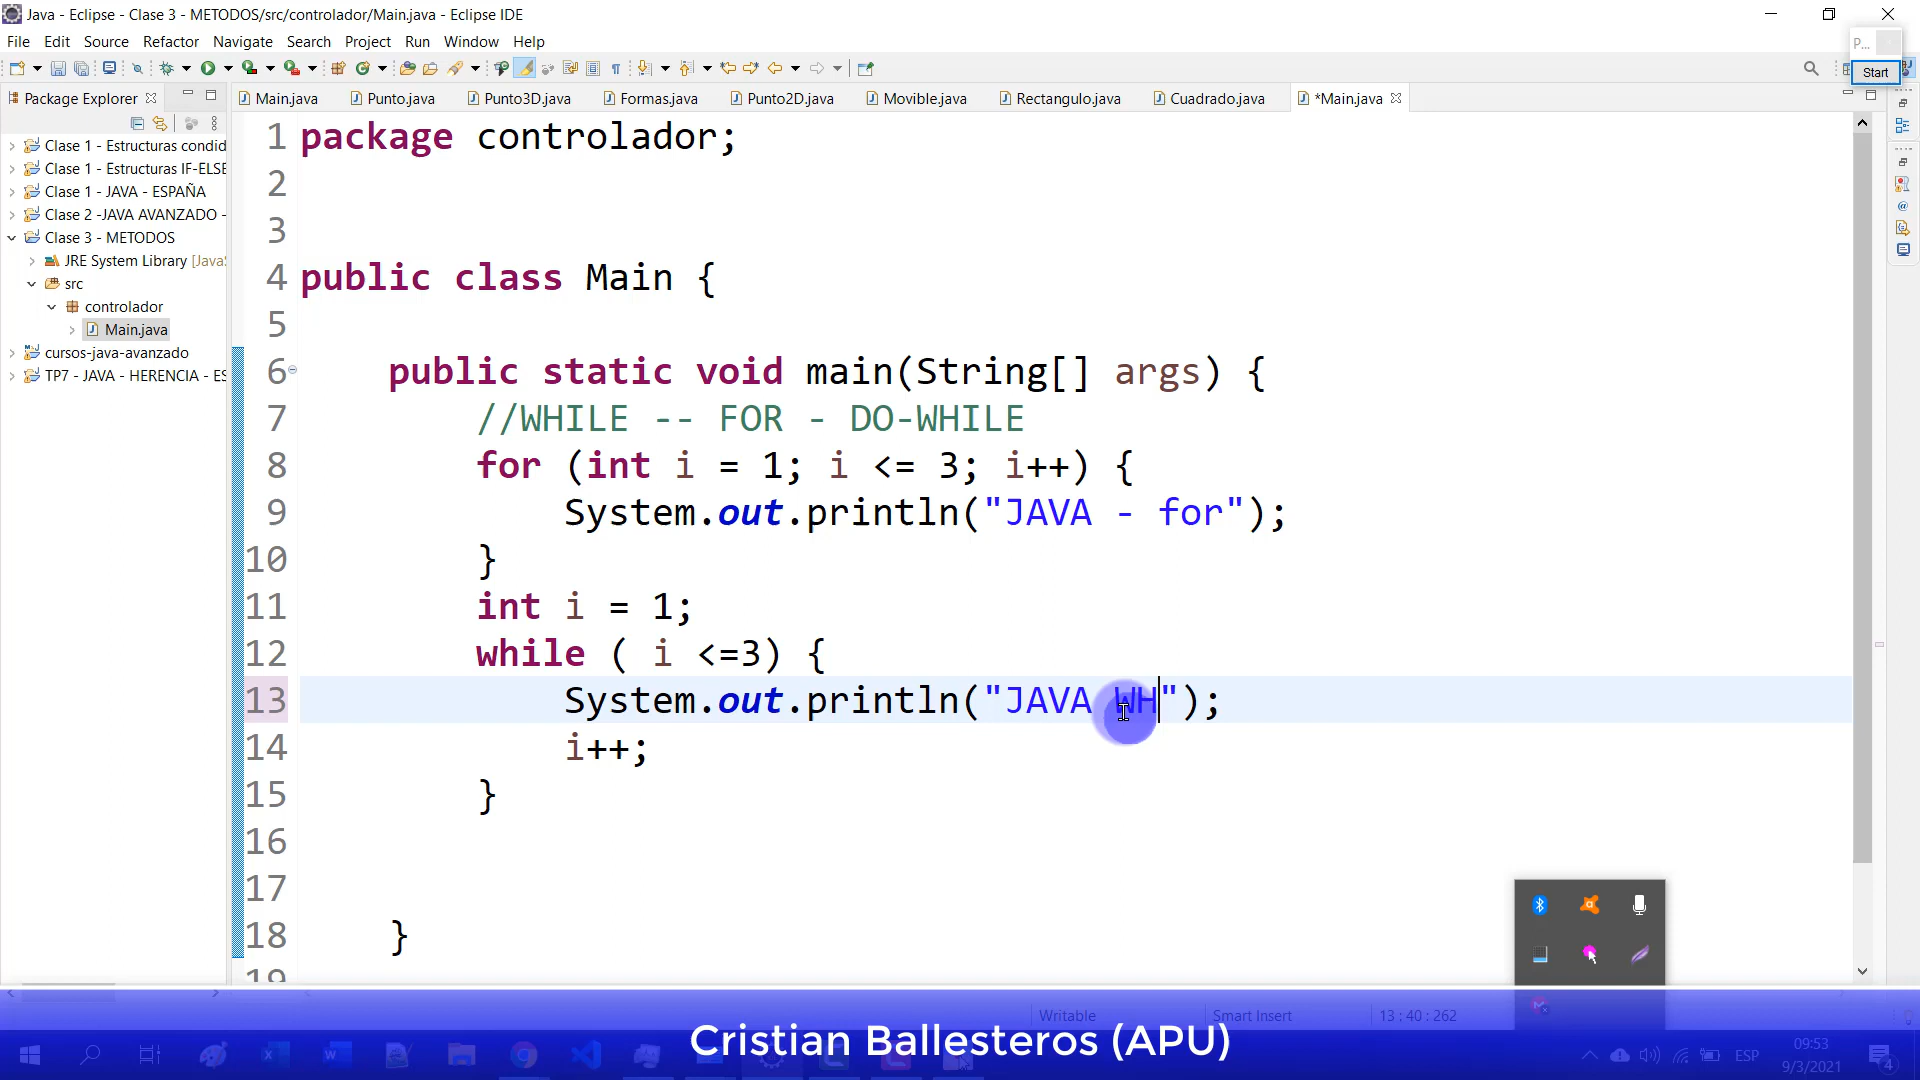 Java - Eclipse - Clase 3 - METODOS/src/controlador/Main.java - Eclipse IDE
File Edit Source Refactor Navigate Search Project Run Window Help
P...
Start
Package Explorer
Main.java Punto.java Punto3D.java Formas.java Punto2D.java Movible.java Rectangulo.java Cuadrado.java *Main.java
Clase 1 - Estructuras condid
Clase 1 - Estructuras IF-ELSE
Clase 1 - JAVA - ESPAÑA
Clase 2 -JAVA AVANZADO -
Clase 3 - METODOS
JRE System Library [Java
src
controlador
Main.java
cursos-java-avanzado
TP7 - JAVA - HERENCIA - ES
1 package controlador;
2
3
4 public class Main {
5
6 public static void main(String[] args) {
7 //WHILE -- FOR - DO-WHILE
8 for (int i = 1; i <= 3; i++) {
9 System.out.println("JAVA - for");
10 }
11 int i = 1;
12 while ( i <=3) {
13 System.out.println("JAVA WH");
14 i++;
15 }
16
17
18 }
19
Writable Smart Insert 13 : 40 : 262
Cristian Ballesteros (APU)
ESP
09:53
9/3/2021
4